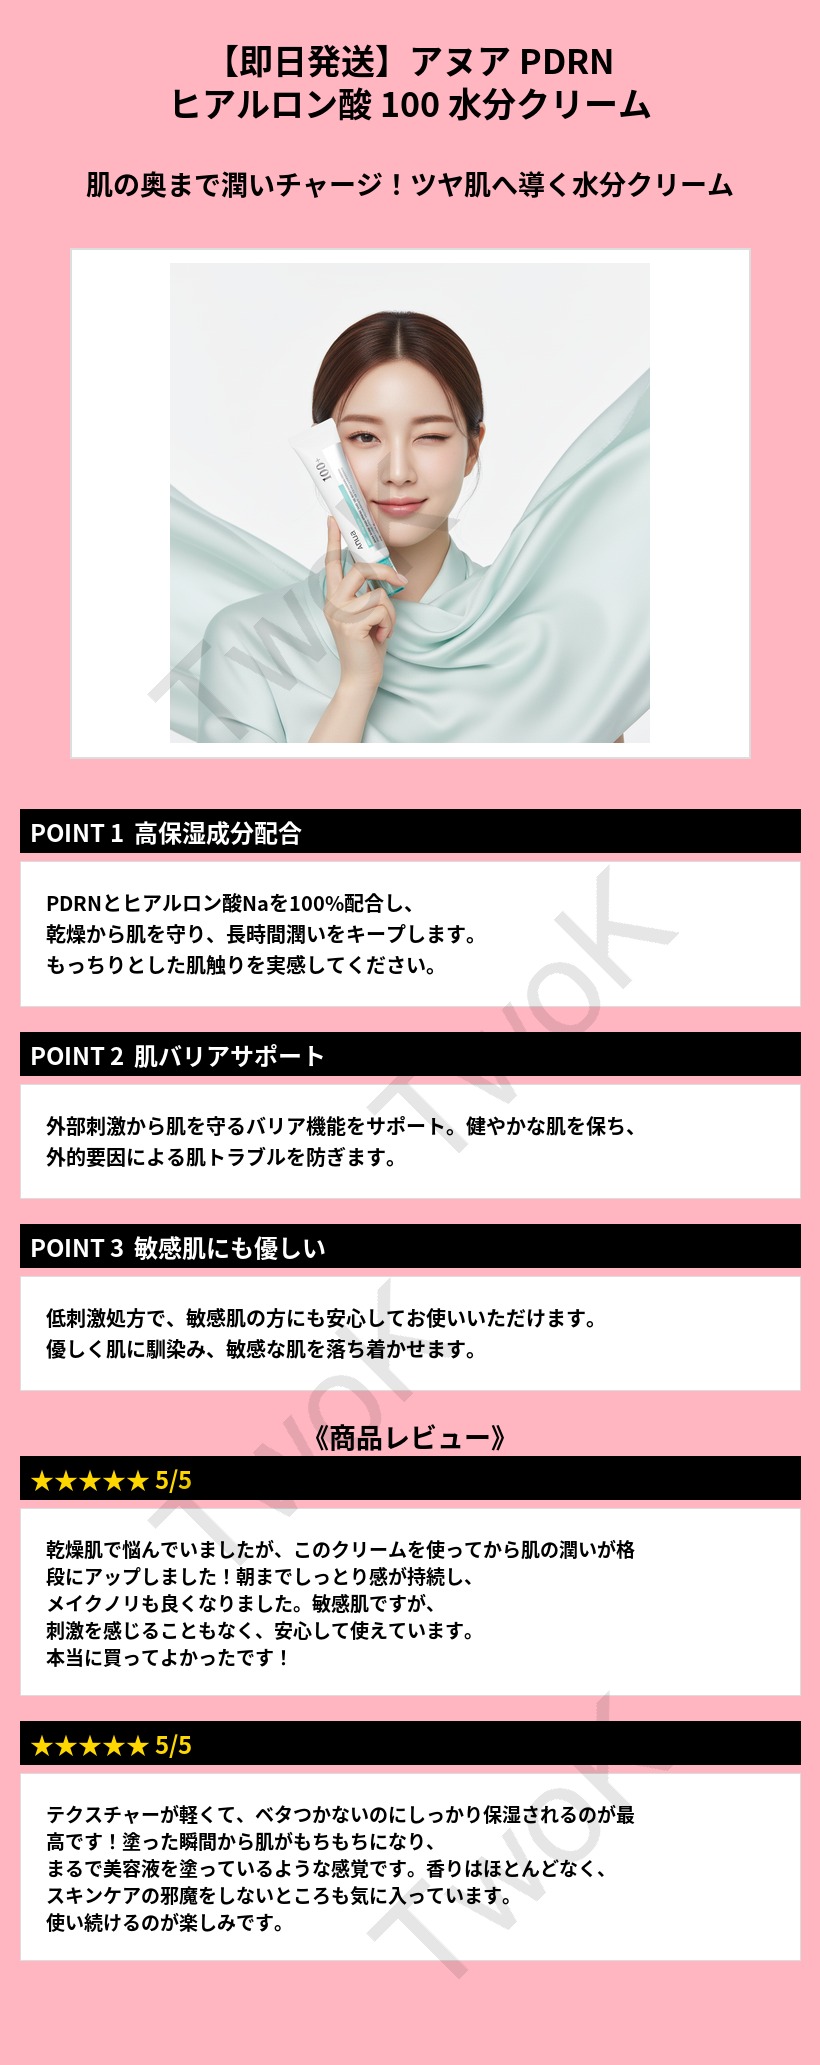 【即日発送】アヌア PDRN
ヒアルロン酸 100 水分クリーム
肌の奥まで潤いチャージ！ツヤ肌へ導く水分クリーム
100+
Anua
TwoK
POINT 1 高保湿成分配合
PDRNとヒアルロン酸Naを100%配合し、
乾燥から肌を守り、長時間潤いをキープします。
もっちりとした肌触りを実感してください。
TwoK
POINT 2 肌バリアサポート
外部刺激から肌を守るバリア機能をサポート。健やかな肌を保ち、
外的要因による肌トラブルを防ぎます。
POINT 3 敏感肌にも優しい
低刺激処方で、敏感肌の方にも安心してお使いいただけます。
優しく肌に馴染み、敏感な肌を落ち着かせます。
TwoK
《商品レビュー》
★★★★★ 5/5
乾燥肌で悩んでいましたが、このクリームを使ってから肌の潤いが格
段にアップしました！朝までしっとり感が持続し、
メイクノリも良くなりました。敏感肌ですが、
刺激を感じることもなく、安心して使えています。
本当に買ってよかったです！
★★★★★ 5/5
テクスチャーが軽くて、ベタつかないのにしっかり保湿されるのが最
高です！塗った瞬間から肌がもちもちになり、
まるで美容液を塗っているような感覚です。香りはほとんどなく、
スキンケアの邪魔をしないところも気に入っています。
使い続けるのが楽しみです。
TwoK